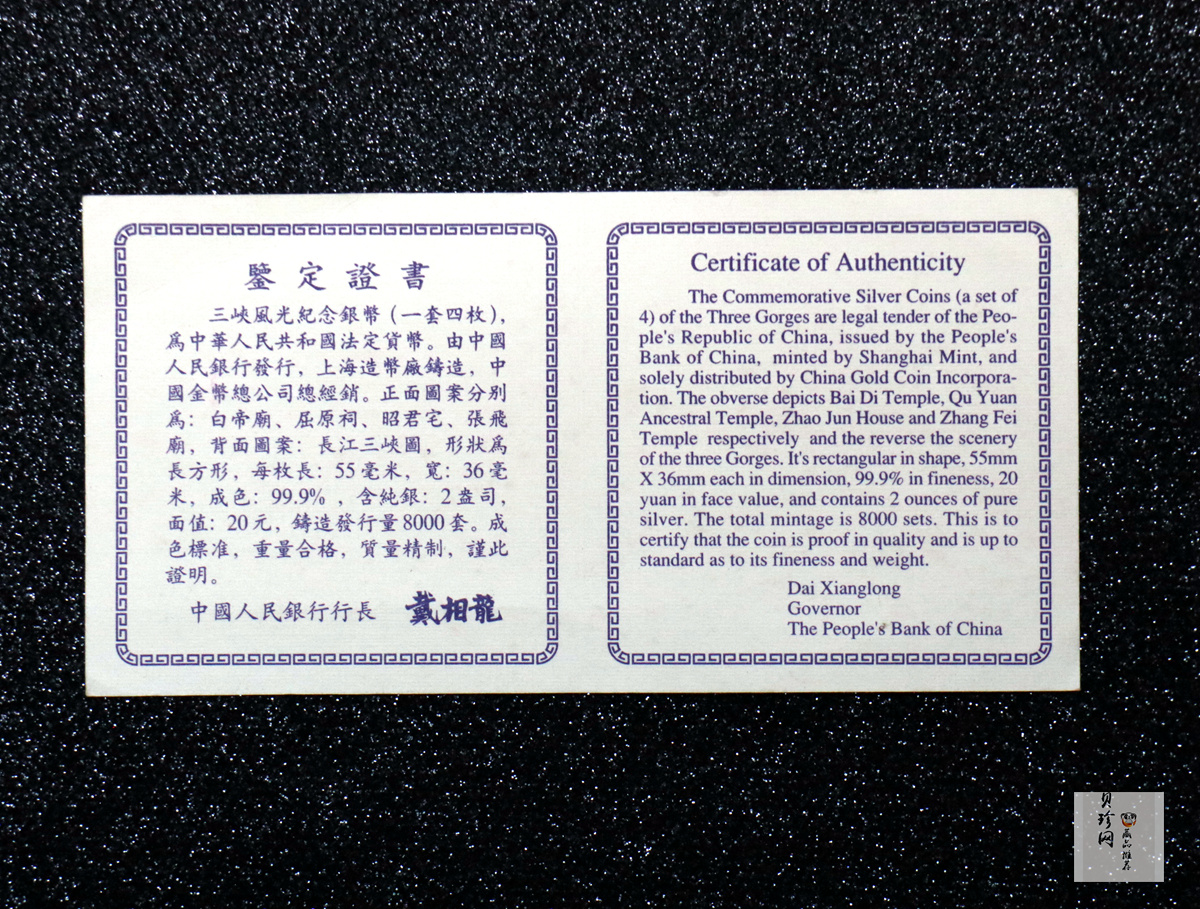 鑒定證書
三峽風光紀念銀幣（一套四枚），
爲中華人民共和國法定貨幣。由中國
人民銀行發行，上海造幣廠鑄造，中
國金幣總公司總經銷。正面圖案分别
爲：白帝廟、屈原祠、昭君宅、張飛
廟，背面圖案：長江三峽圖，形狀爲
長方形，每枚長：55毫米，寬：36毫
米，成色：99.9%，含純銀：2盎司，
面值：20元，鑄造發行量8000套。成
色標准，重量合格，質量精制，謹此
證明。
中國人民銀行行長 戴相龍
Certificate of Authenticity
The Commemorative Silver Coins (a set of
4) of the Three Gorges are legal tender of the Peo-
ple's Republic of China, issued by the People's
Bank of China, minted by Shanghai Mint, and
solely distributed by China Gold Coin Incorpora-
tion. The obverse depicts Bai Di Temple, Qu Yuan
Ancestral Temple, Zhao Jun House and Zhang Fei
Temple respectively and the reverse the scenery
of the three Gorges. It's rectangular in shape, 55mm
X 36mm each in dimension, 99.9% in fineness, 20
yuan in face value, and contains 2 ounces of pure
silver. The total mintage is 8000 sets. This is to
certify that the coin is proof in quality and is up to
standard as to its fineness and weight.
Dai Xianglong
Governor
The People's Bank of China
贝珍网
藏品推荐